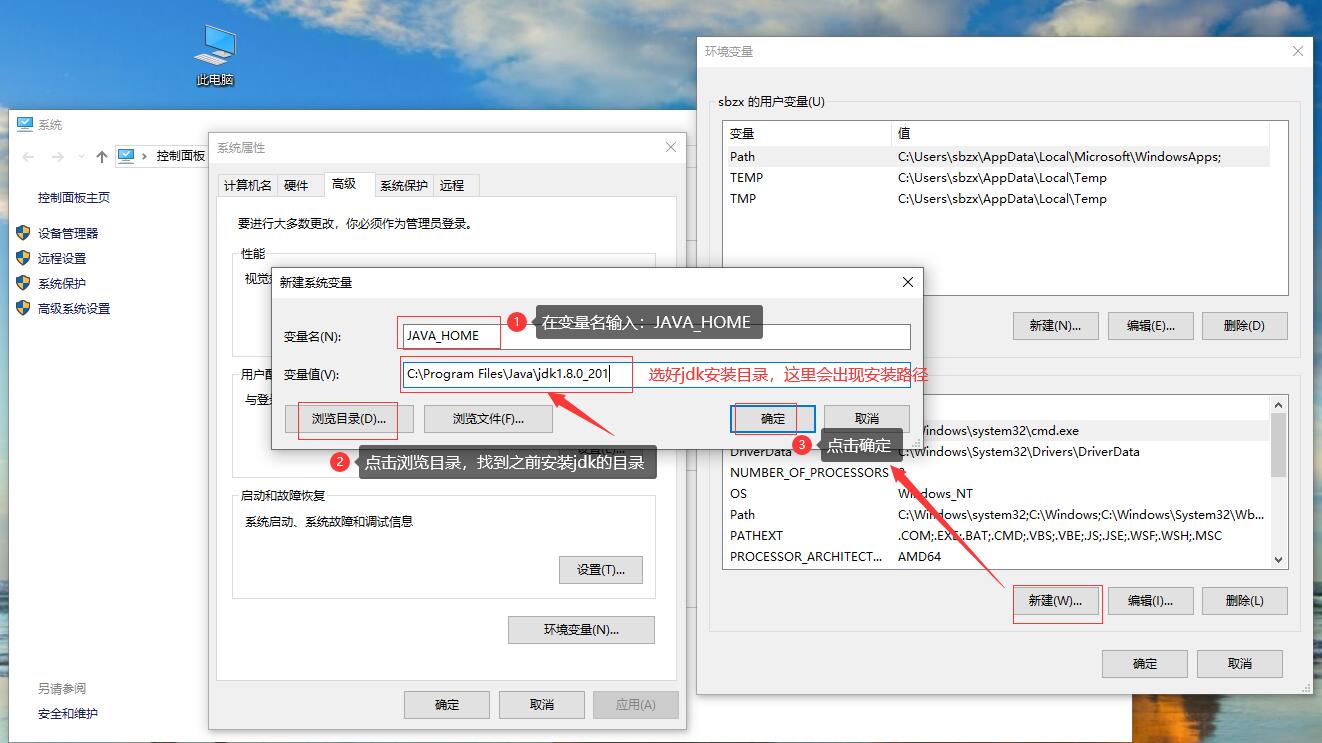 此电脑
系统
控制面板
控制面板主页
设备管理器
远程设置
系统保护
高级系统设置
另请参阅
安全和维护
系统属性
计算机名
硬件
高级
系统保护
远程
要进行大多数更改，你必须作为管理员登录。
性能
启动和故障恢复
系统启动、系统故障和调试信息
设置(T)...
环境变量(N)...
确定
取消
应用(A)
新建系统变量
变量名(N):
JAVA_HOME
1
在变量名输入：JAVA_HOME
变量值(V):
C:\Program Files\Java\jdk1.8.0_201
选好jdk安装目录，这里会出现安装路径
浏览目录(D)...
浏览文件(F)...
确定
取消
2
点击浏览目录，找到之前安装jdk的目录
3
点击确定
环境变量
sbzx 的用户变量(U)
变量 值
Path C:\Users\sbzx\AppData\Local\Microsoft\WindowsApps;
TEMP C:\Users\sbzx\AppData\Local\Temp
TMP C:\Users\sbzx\AppData\Local\Temp
新建(N)...
编辑(E)...
删除(D)
Windows\system32\cmd.exe
DriverData C:\Windows\System32\Drivers\DriverData
NUMBER_OF_PROCESSORS
OS Windows_NT
Path C:\Windows\system32;C:\Windows;C:\Windows\System32\Wb...
PATHEXT .COM;.EXE;.BAT;.CMD;.VBS;.VBE;.JS;.JSE;.WSF;.WSH;.MSC
PROCESSOR_ARCHITECT... AMD64
新建(W)...
编辑(I)...
删除(L)
确定
取消